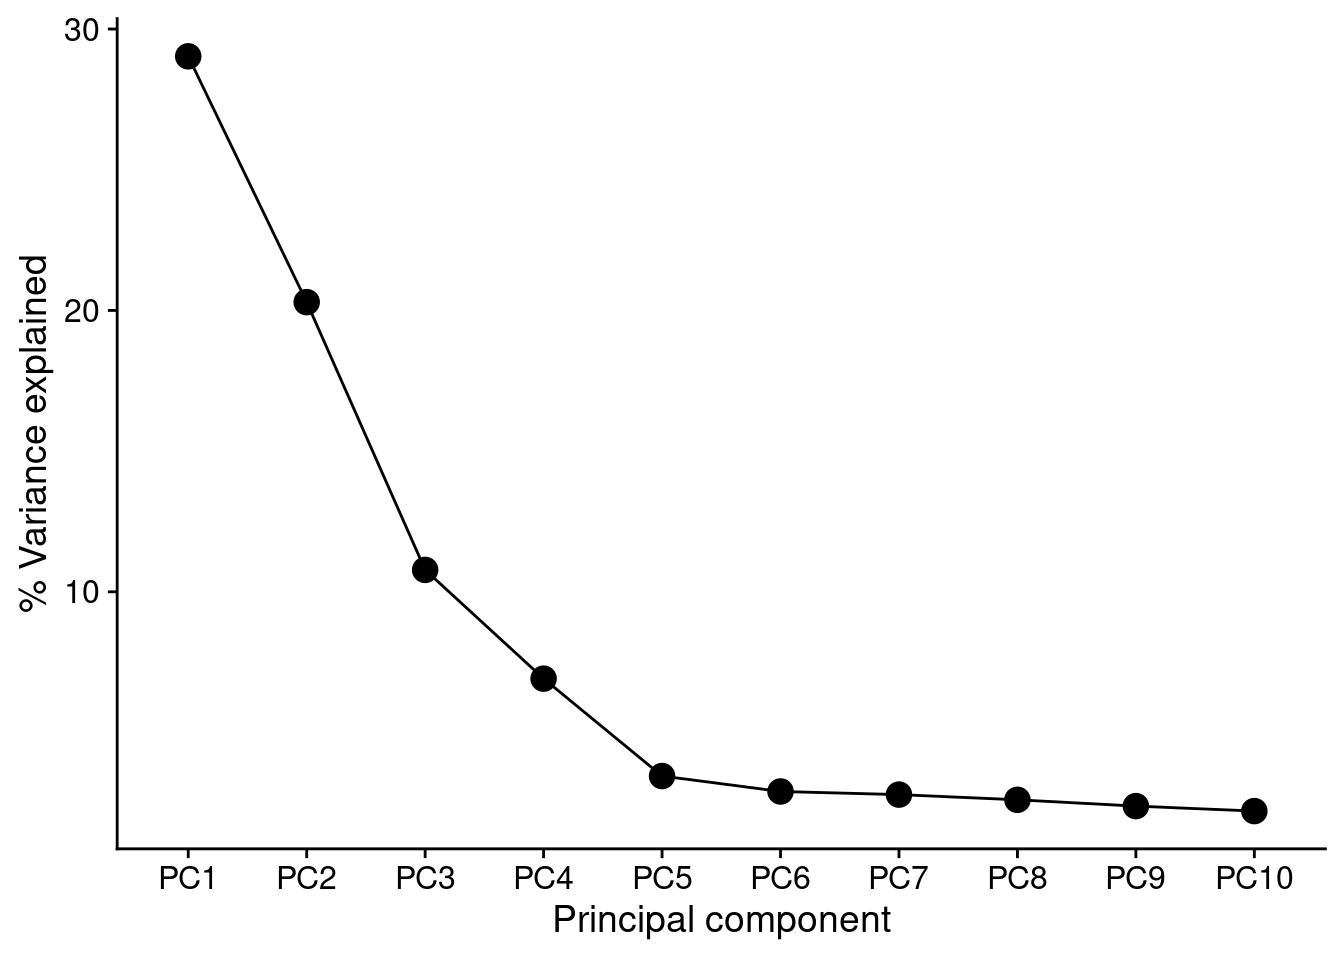 % Variance explained
30
20
10
PC1 PC2 PC3 PC4 PC5 PC6 PC7 PC8 PC9 PC10
Principal component